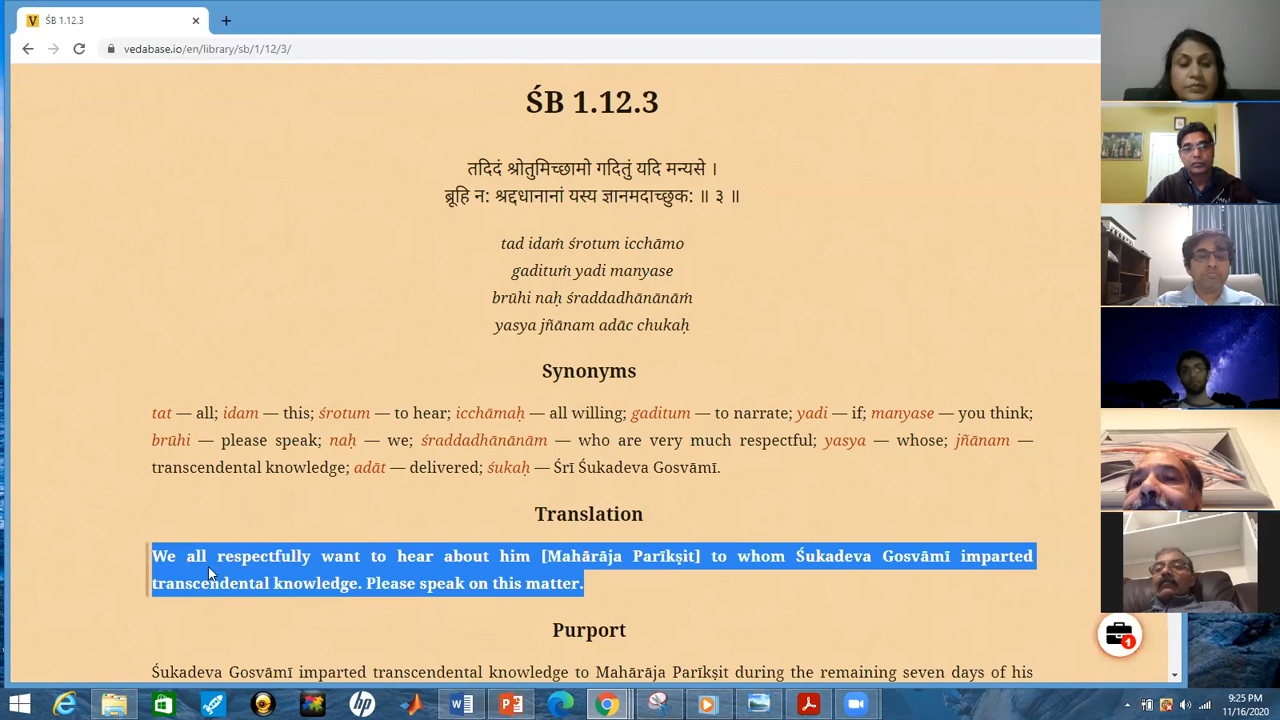 ŚB 1.12.3
vedabase.io/en/library/sb/1/12/3/
ŚB 1.12.3
तदिदं श्रोतुमिच्छामो गदितुं यदि मन्यसे ।
ब्रूहि न: श्रद्दधानानां यस्य ज्ञानमदाच्छुक: ॥ ३ ॥
tad idaṁ śrotum icchāmo
gadituṁ yadi manyase
brūhi naḥ śraddadhānānāṁ
yasya jñānam adāc chukaḥ
Synonyms
tat — all; idam — this; śrotum — to hear; icchāmaḥ — all willing; gaditum — to narrate; yadi — if; manyase — you think;
brūhi — please speak; naḥ — we; śraddadhānānām — who are very much respectful; yasya — whose; jñānam —
transcendental knowledge; adāt — delivered; śukaḥ — Śrī Śukadeva Gosvāmī.
Translation
We all respectfully want to hear about him [Mahārāja Parīkṣit] to whom Śukadeva Gosvāmī imparted
transcendental knowledge. Please speak on this matter.
Purport
Śukadeva Gosvāmī imparted transcendental knowledge to Mahārāja Parīkṣit during the remaining seven days of his
1
9:25 PM
11/16/2020